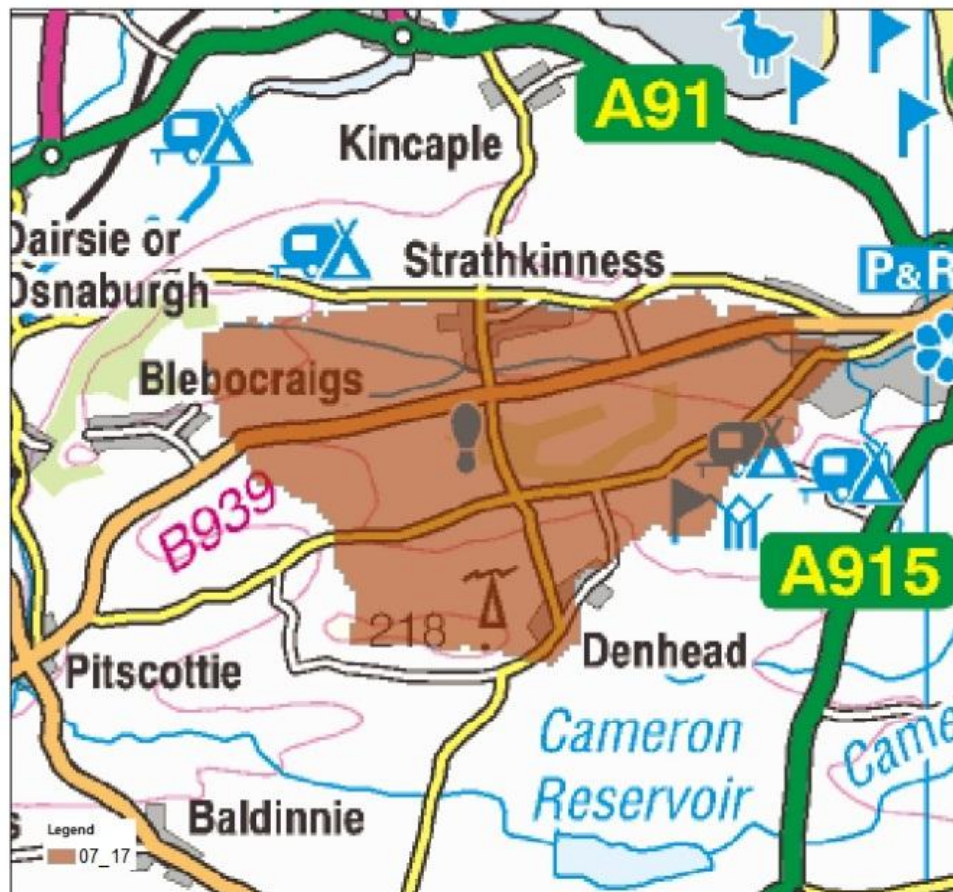 A91
Kincaple
Dairsie or
Osnaburgh
Strathkinness
P&R
Blebocraigs
B939
A915
218
Denhead
Pitscottie
Cameron
Reservoir
Came
Baldinnie
s
Legend
07_17